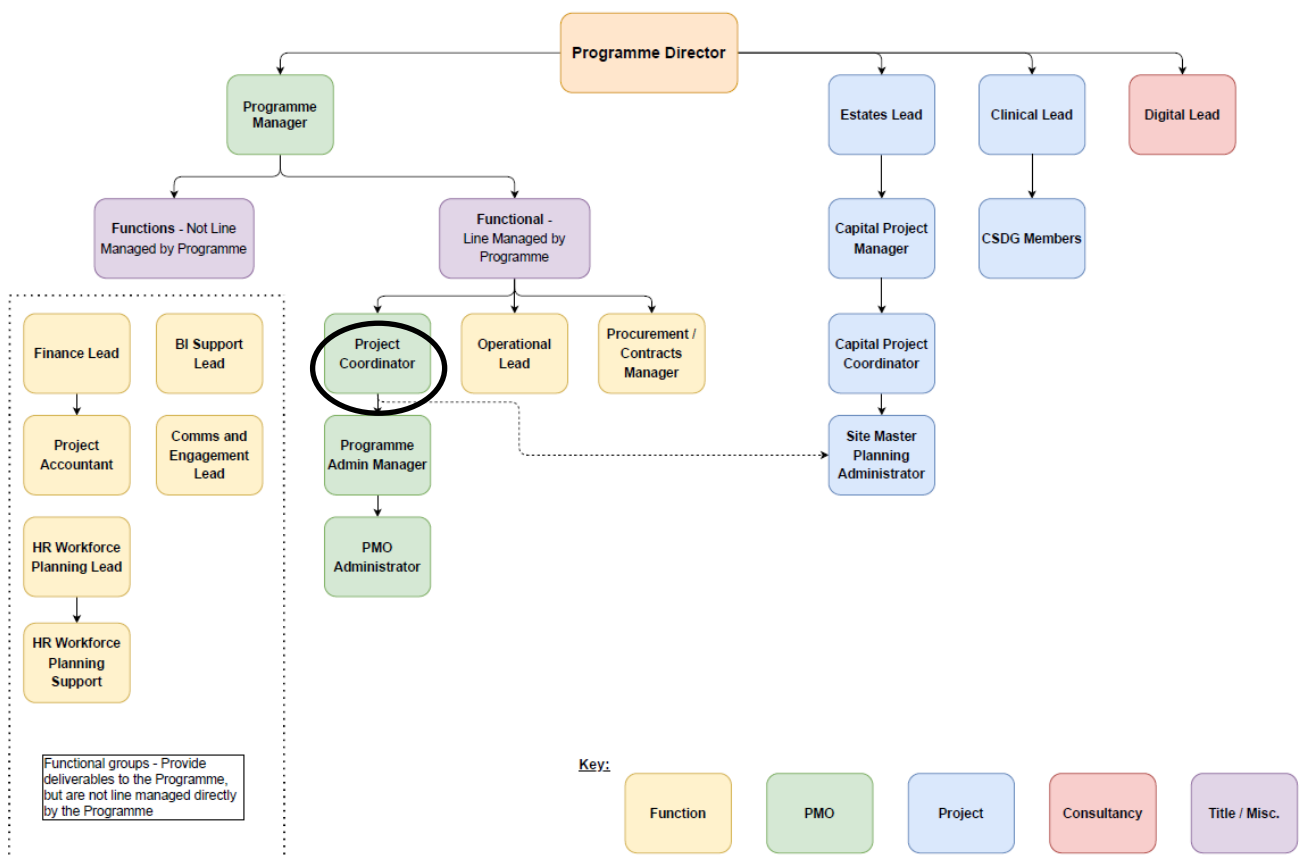 Programme Director
Programme
Manager
Estates Lead
Clinical Lead
Digital Lead
Functions - Not Line
Managed by Programme
Functional -
Line Managed by
Programme
Capital Project
Manager
CSDG Members
Finance Lead
BI Support
Lead
Project
Coordinator
Operational
Lead
Procurement /
Contracts
Manager
Capital Project
Coordinator
Project
Accountant
Comms and
Engagement
Lead
Programme
Admin Manager
Site Master
Planning
Administrator
HR Workforce
Planning Lead
PMO
Administrator
HR Workforce
Planning
Support
Functional groups - Provide
deliverables to the Programme,
but are not line managed directly
by the Programme
Key:
Function
PMO
Project
Consultancy
Title / Misc.